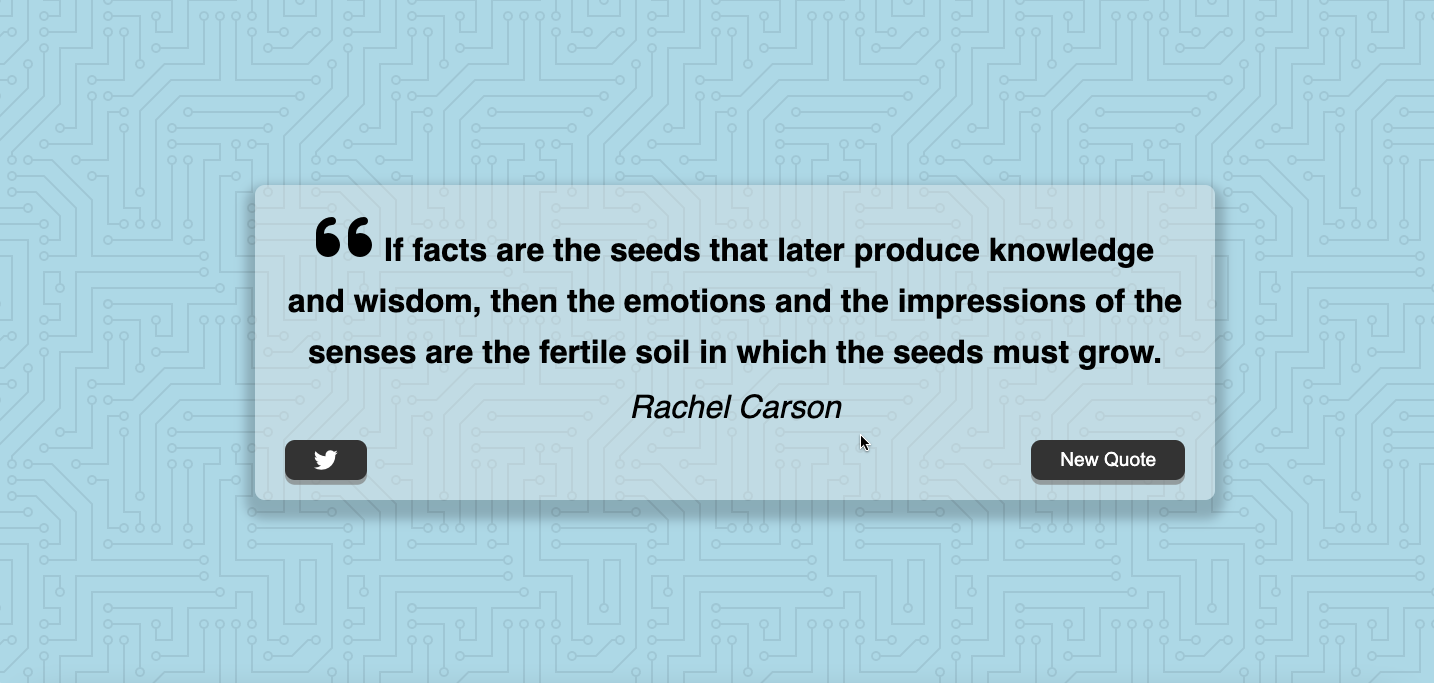 If facts are the seeds that later produce knowledge
and wisdom, then the emotions and the impressions of the
senses are the fertile soil in which the seeds must grow.
Rachel Carson
New Quote